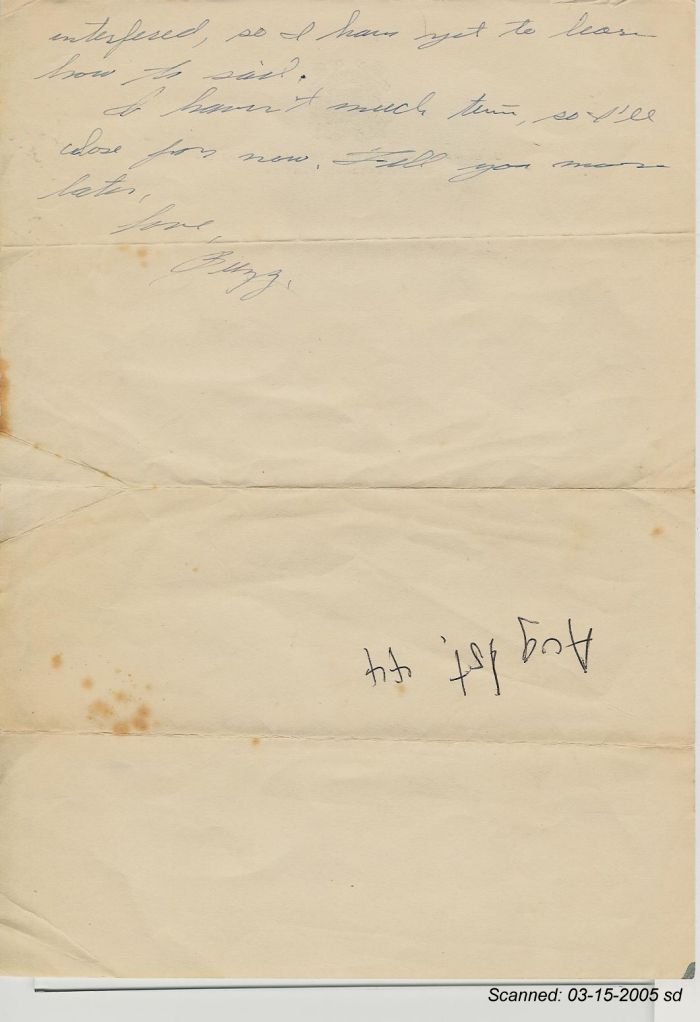 interfered, so I have yet to learn
how to sail.
I haven't much time, so I'll
close for now. Tell you more
later,
Love,
Buzz.
Aug 1st, 44
Scanned: 03-15-2005 sd